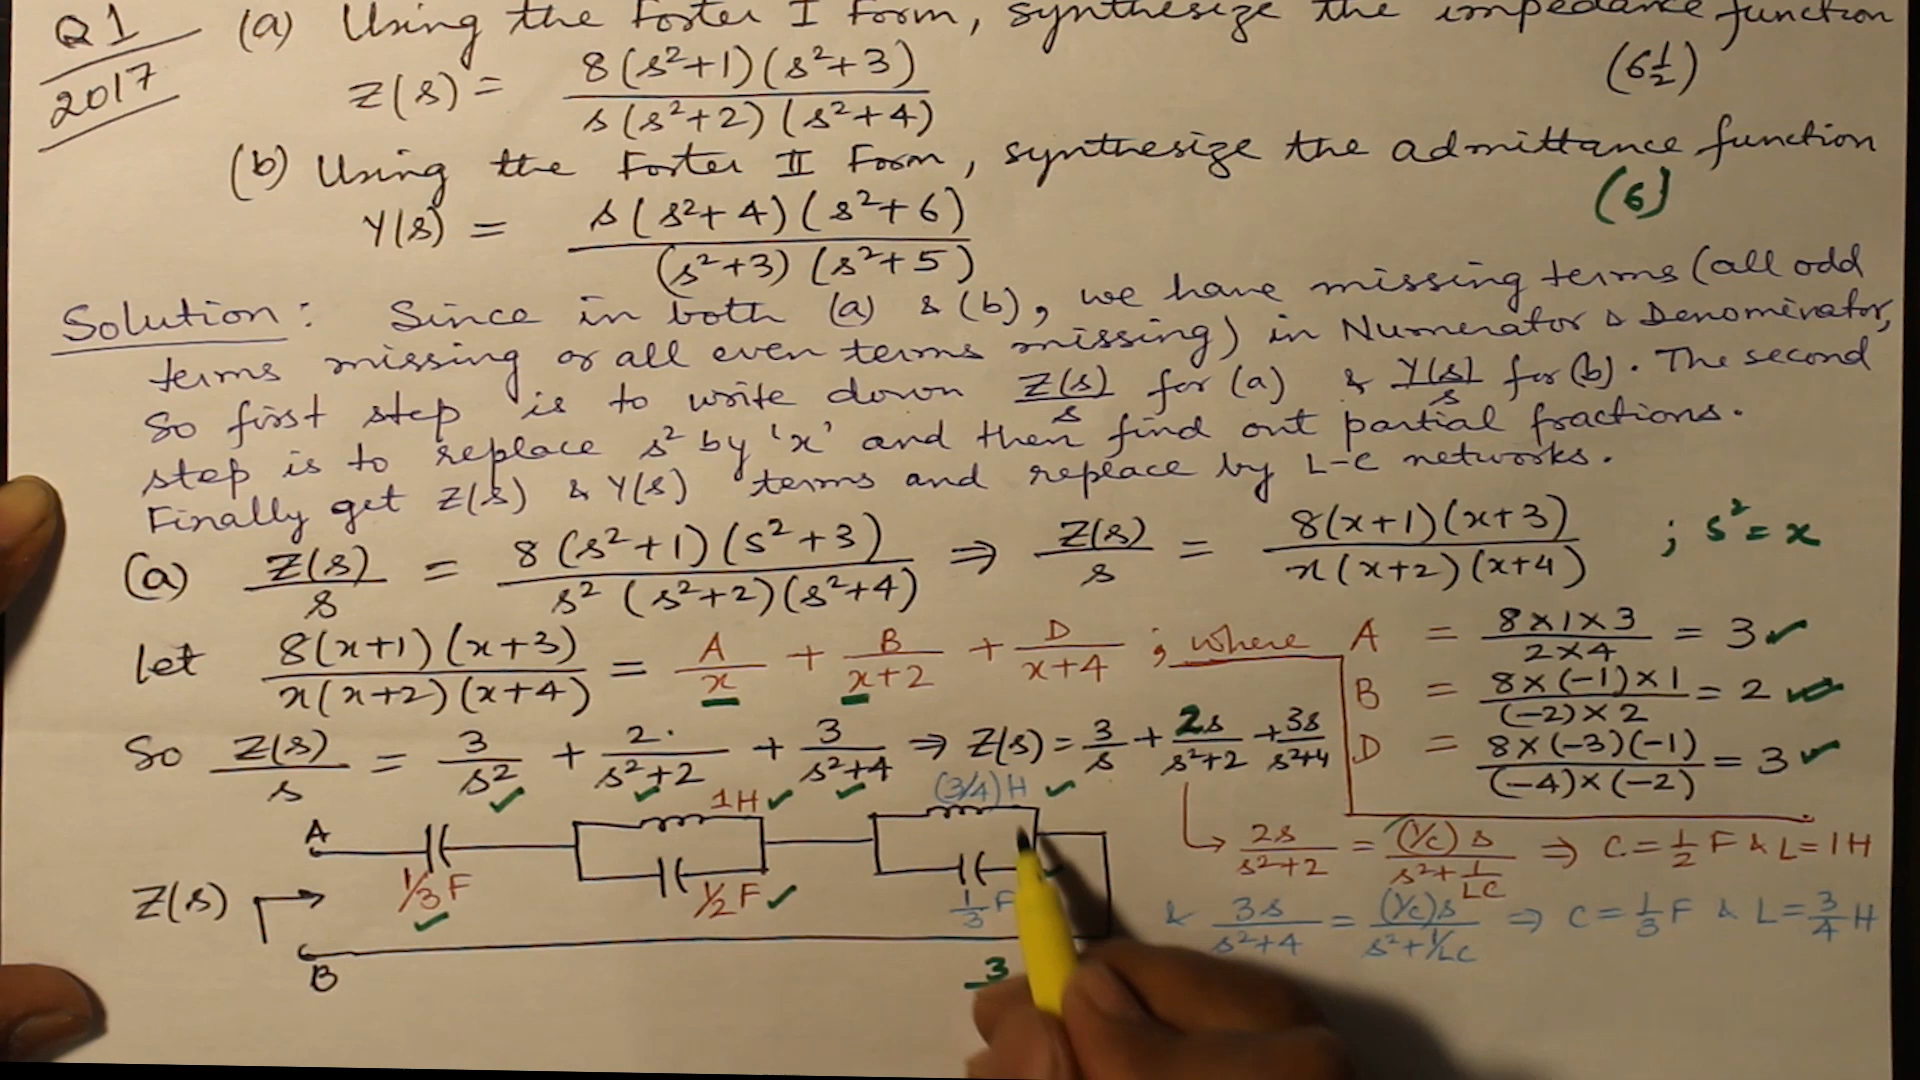 Q1 (a) Using the Foster I Form, synthesize the impedance function
2017 Z(s) = 8(s²+1)(s²+3) / s(s²+2)(s²+4) (6½)
(b) Using the Foster II Form, synthesize the admittance function
Y(s) = s(s²+4)(s²+6) / (s²+3)(s²+5) (6)
Solution: Since in both (a) & (b), we have missing terms (all odd
terms missing or all even terms missing) in Numerator & Denominator,
So first step is to write down Z(s)/s for (a) & Y(s)/s for (b). The second
step is to replace s² by 'x' and then find out partial fractions.
Finally get Z(s) & Y(s) terms and replace by L-C networks.
(a) Z(s)/s = 8(s²+1)(s²+3) / s²(s²+2)(s²+4) ⇒ Z(s)/s = 8(x+1)(x+3) / x(x+2)(x+4) ; s² = x
let 8(x+1)(x+3) / x(x+2)(x+4) = A/x + B/x+2 + D/x+4 ; where A = 8×1×3 / 2×4 = 3
B = 8×(-1)×1 / (-2)×2 = 2
So Z(s)/s = 3/s² + 2/s²+2 + 3/s²+4 ⇒ Z(s) = 3/s + 2s/s²+2 + 3s/s²+4
D = 8×(-3)(-1) / (-4)×(-2) = 3
A 1H (3/4)H
Z(s) 1/3 F 1/2 F 1/3 F
B
3
2s/s²+2 = (1/C)s / s²+1/LC ⇒ C = 1/2 F & L = 1H
& 3s/s²+4 = (1/C)s / s²+1/LC ⇒ C = 1/3 F & L = 3/4 H